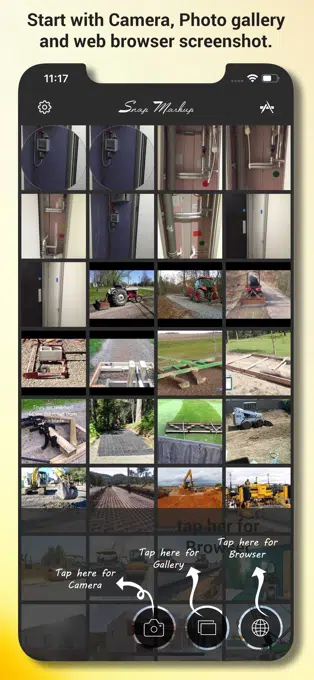 Start with Camera, Photo gallery
and web browser screenshot.
11:17
Snap Markup
tap her for
Browser
Tap here for
Camera
Tap here for
Gallery
Tap here for
Browser